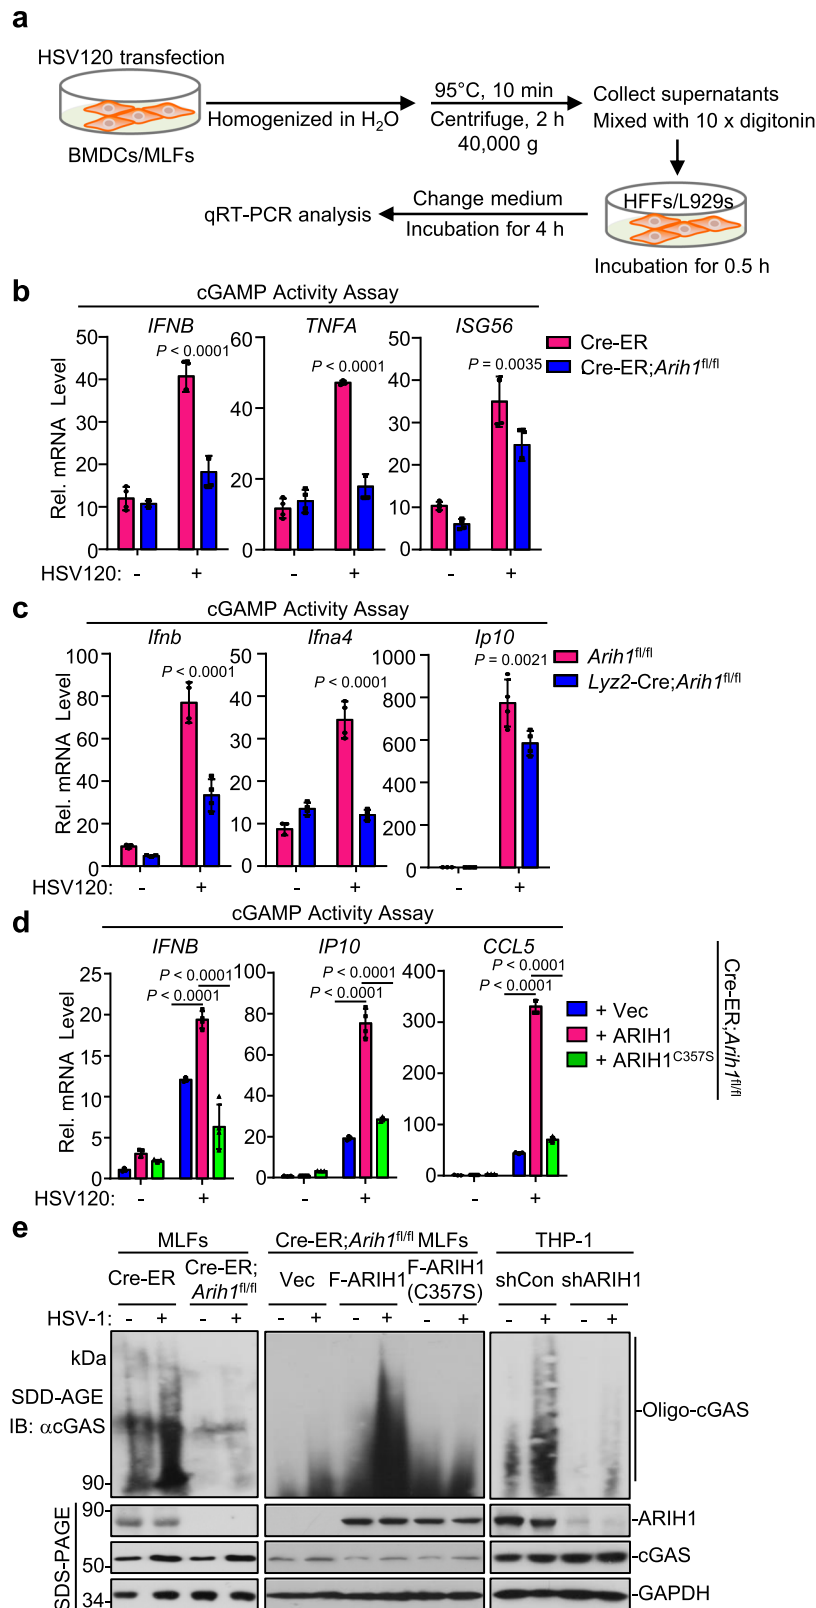 a
HSV120 transfection
BMDCs/MLFs
Homogenized in H₂O
95°C, 10 min
Centrifuge, 2 h
40,000 g
Collect supernatants
Mixed with 10 x digitonin
HFFs/L929s
Incubation for 0.5 h
Change medium
Incubation for 4 h
qRT-PCR analysis
b
cGAMP Activity Assay
IFNB TNFA ISG56
Cre-ER
Cre-ER;Arih1fl/fl
Rel. mRNA Level
50 40 30 20 10 0
P < 0.0001
60 40 20 0
P < 0.0001
50 40 30 20 10 0
P = 0.0035
HSV120: - + - + - +
c
cGAMP Activity Assay
Ifnb Ifna4 Ip10
Arih1fl/fl
Lyz2-Cre;Arih1fl/fl
Rel. mRNA Level
100 80 60 40 20 0
P < 0.0001
50 40 30 20 10 0
P < 0.0001
1000 800 600 400 200 0
P = 0.0021
HSV120: - + - + - +
d
cGAMP Activity Assay
IFNB IP10 CCL5
Rel. mRNA Level
25 20 15 10 5 0
P < 0.0001
P < 0.0001
100 80 60 40 20 0
P < 0.0001
P < 0.0001
400 300 200 100 0
P < 0.0001
P < 0.0001
+ Vec
+ ARIH1
+ ARIH1C357S
Cre-ER;Arih1fl/fl
HSV120: - + - + - +
e
MLFs Cre-ER;Arih1fl/fl MLFs THP-1
Cre-ER Cre-ER; Arih1fl/fl Vec F-ARIH1 F-ARIH1 (C357S) shCon shARIH1
HSV-1: - + - + - + - + - + - + - +
kDa
SDD-AGE
IB: αcGAS
90-
-Oligo-cGAS
SDS-PAGE
90- -ARIH1
50- -cGAS
34- -GAPDH